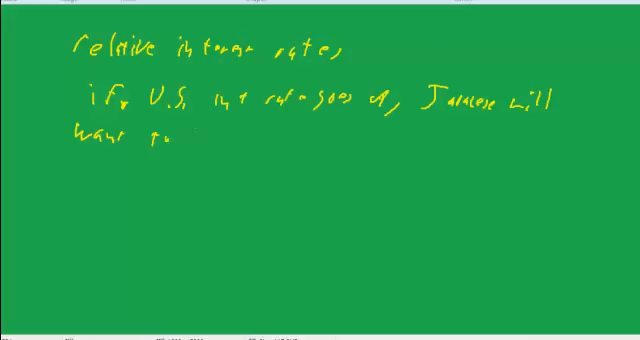 relative interest rates
if U.S. int rate goes up, Japanese will
want to